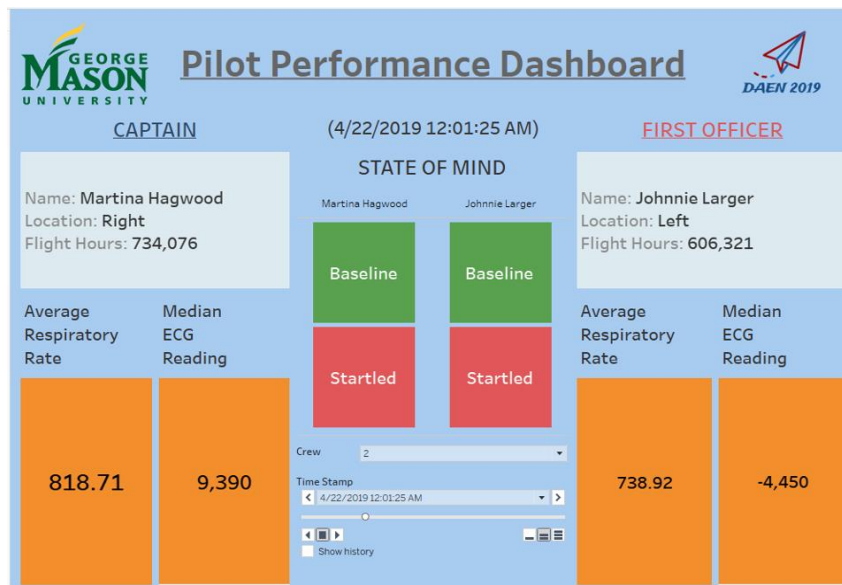 GEORGE
MASON
UNIVERSITY
Pilot Performance Dashboard
DAEN 2019
CAPTAIN
(4/22/2019 12:01:25 AM)
FIRST OFFICER
STATE OF MIND
Name: Martina Hagwood
Location: Right
Flight Hours: 734,076
Martina Hagwood
Johnnie Larger
Name: Johnnie Larger
Location: Left
Flight Hours: 606,321
Baseline
Baseline
Startled
Startled
Average
Respiratory
Rate
Median
ECG
Reading
818.71
9,390
Average
Respiratory
Rate
Median
ECG
Reading
738.92
-4,450
Crew
2
Time Stamp
4/22/2019 12:01:25 AM
Show history